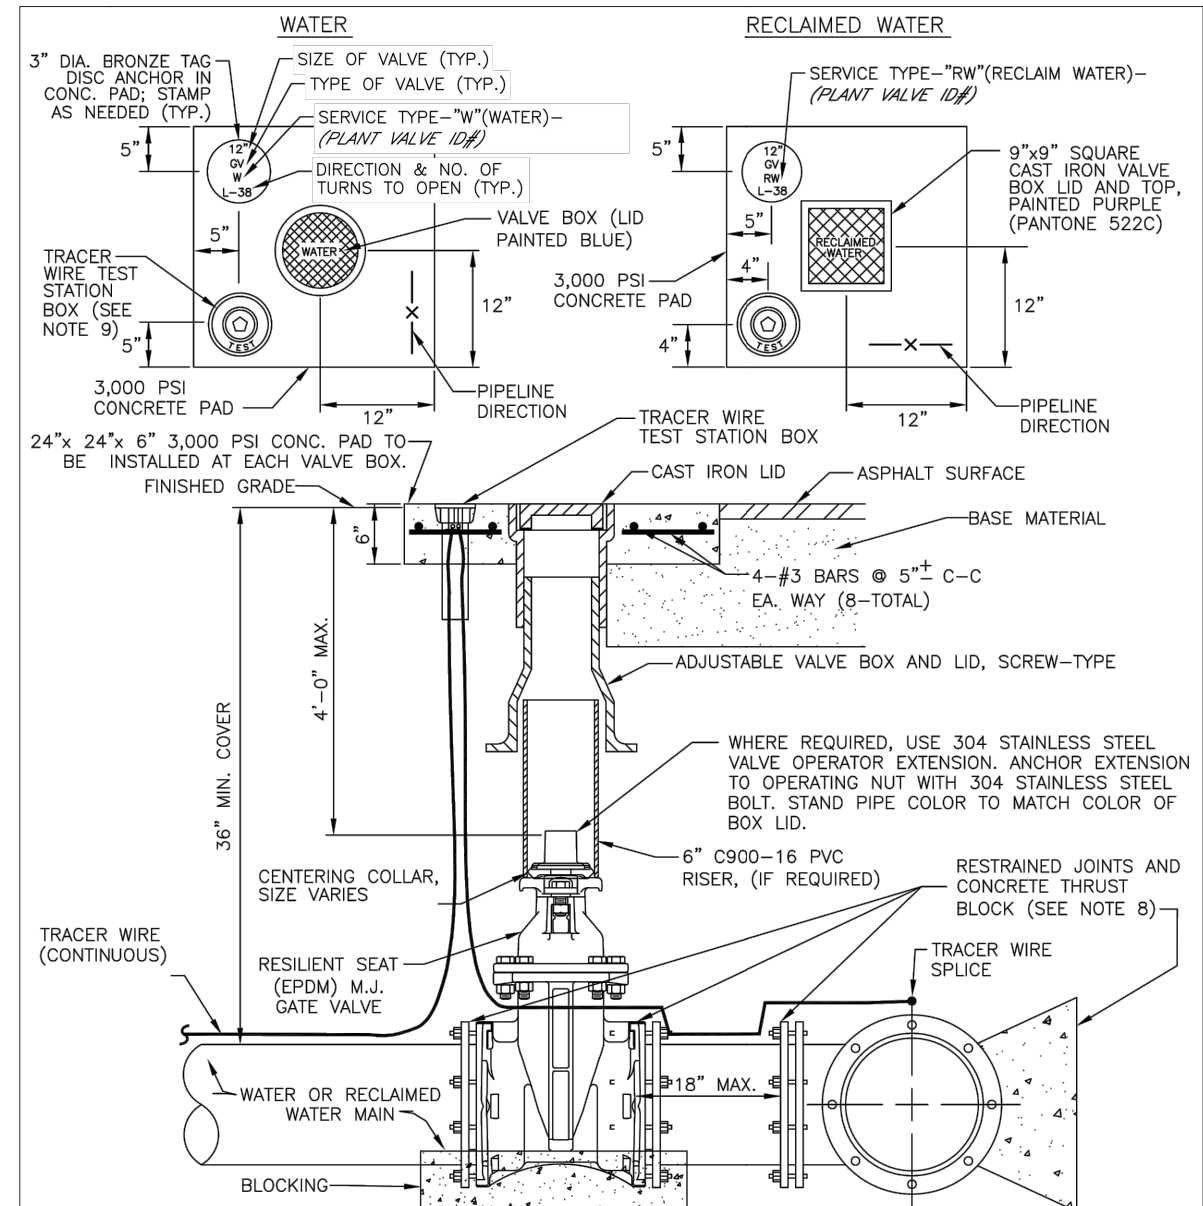 WATER
RECLAIMED WATER
3" DIA. BRONZE TAG
DISC ANCHOR IN
CONC. PAD; STAMP
AS NEEDED (TYP.)
SIZE OF VALVE (TYP.)
TYPE OF VALVE (TYP.)
SERVICE TYPE-"W"(WATER)-
(PLANT VALVE ID#)
DIRECTION & NO. OF
TURNS TO OPEN (TYP.)
VALVE BOX (LID
PAINTED BLUE)
5"
12"
GV
W
L-38
WATER
5"
TRACER
WIRE TEST
STATION
BOX (SEE
NOTE 9)
5"
TEST
12"
3,000 PSI
CONCRETE PAD
12"
PIPELINE
DIRECTION
SERVICE TYPE-"RW"(RECLAIM WATER)-
(PLANT VALVE ID#)
5"
12"
GV
RW
L-38
9"x9" SQUARE
CAST IRON VALVE
BOX LID AND TOP,
PAINTED PURPLE
(PANTONE 522C)
RECLAIMED
WATER
5"
4"
3,000 PSI
CONCRETE PAD
12"
4"
TEST
12"
PIPELINE
DIRECTION
24"x 24"x 6" 3,000 PSI CONC. PAD TO
BE INSTALLED AT EACH VALVE BOX.
FINISHED GRADE
TRACER WIRE
TEST STATION BOX
CAST IRON LID
ASPHALT SURFACE
BASE MATERIAL
6"
4-#3 BARS @ 5"± C-C
EA. WAY (8-TOTAL)
4'-0" MAX.
36" MIN. COVER
ADJUSTABLE VALVE BOX AND LID, SCREW-TYPE
WHERE REQUIRED, USE 304 STAINLESS STEEL
VALVE OPERATOR EXTENSION. ANCHOR EXTENSION
TO OPERATING NUT WITH 304 STAINLESS STEEL
BOLT. STAND PIPE COLOR TO MATCH COLOR OF
BOX LID.
6" C900-16 PVC
RISER, (IF REQUIRED)
CENTERING COLLAR,
SIZE VARIES
RESTRAINED JOINTS AND
CONCRETE THRUST
BLOCK (SEE NOTE 8)
TRACER WIRE
(CONTINUOUS)
RESILIENT SEAT
(EPDM) M.J.
GATE VALVE
TRACER WIRE
SPLICE
18" MAX.
WATER OR RECLAIMED
WATER MAIN
BLOCKING